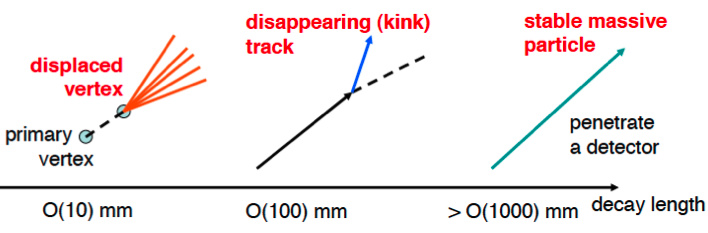 displaced
vertex
primary
vertex
disappearing (kink)
track
stable massive
particle
penetrate
a detector
O(10) mm
O(100) mm
> O(1000) mm
decay length